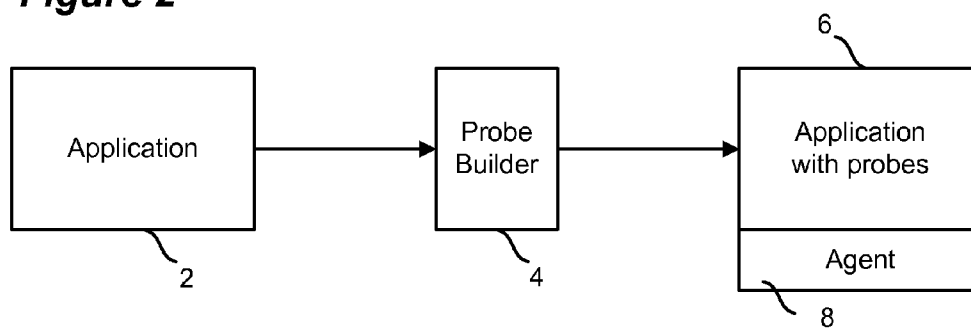 Figure 2
6
Application
Probe
Builder
Application
with probes
2
4
Agent
8